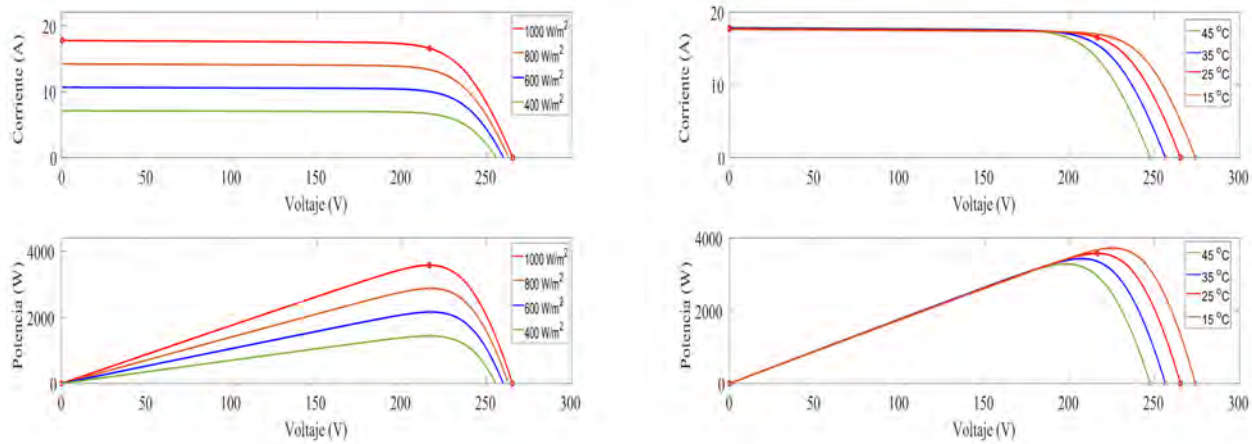 20
10
0
Corriente (A)
0 50 100 150 200 250 300
Voltaje (V)
1000 W/m²
800 W/m²
600 W/m²
400 W/m²
20
10
0
Corriente (A)
0 50 100 150 200 250 300
Voltaje (V)
45 °C
35 °C
25 °C
15 °C
4000
2000
0
Potencia (W)
0 50 100 150 200 250 300
Voltaje (V)
1000 W/m²
800 W/m²
600 W/m²
400 W/m²
4000
2000
0
Potencia (W)
0 50 100 150 200 250 300
Voltaje (V)
45 °C
35 °C
25 °C
15 °C